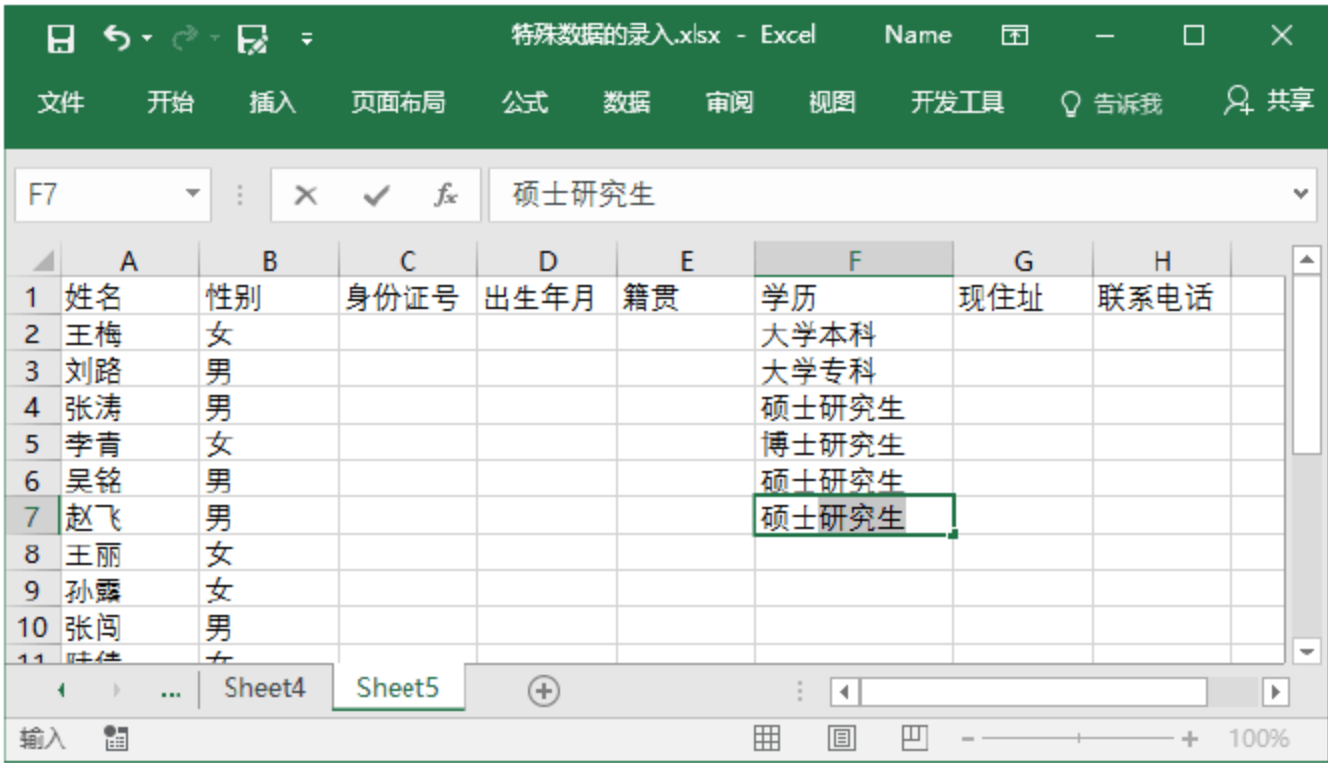 特殊数据的录入.xlsx - Excel Name
文件 开始 插入 页面布局 公式 数据 审阅 视图 开发工具 告诉我 共享
F7 fx 硕士研究生
A B C D E F G H
1 姓名 性别 身份证号 出生年月 籍贯 学历 现住址 联系电话
2 王梅 女 大学本科
3 刘路 男 大学专科
4 张涛 男 硕士研究生
5 李青 女 博士研究生
6 吴铭 男 硕士研究生
7 赵飞 男 硕士研究生
8 王丽 女
9 孙露 女
10 张闯 男
11 陆倩 女
... Sheet4 Sheet5
输入 100%